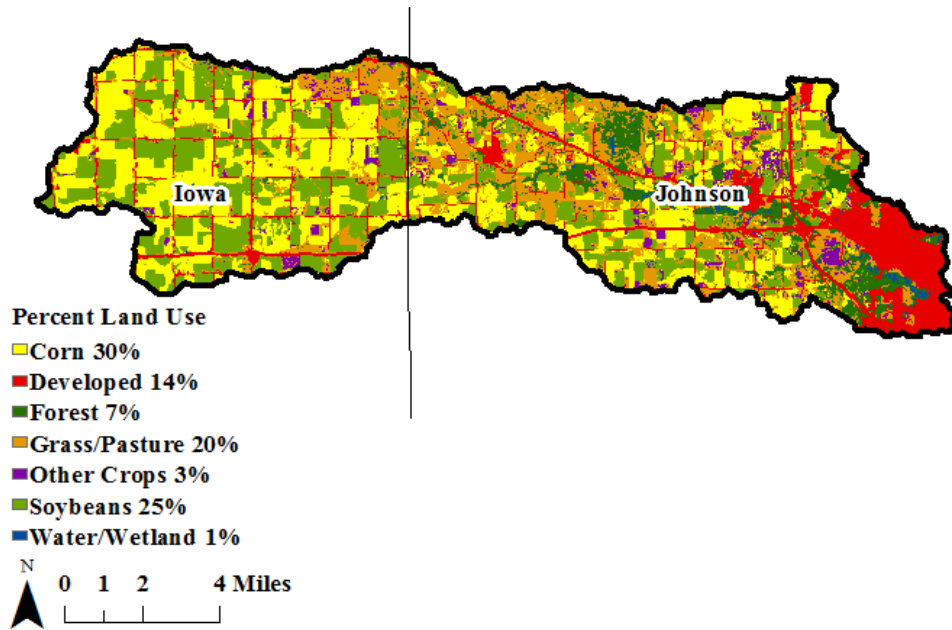 Iowa
Johnson
Percent Land Use
Corn 30%
Developed 14%
Forest 7%
Grass/Pasture 20%
Other Crops 3%
Soybeans 25%
Water/Wetland 1%
N
0 1 2 4 Miles